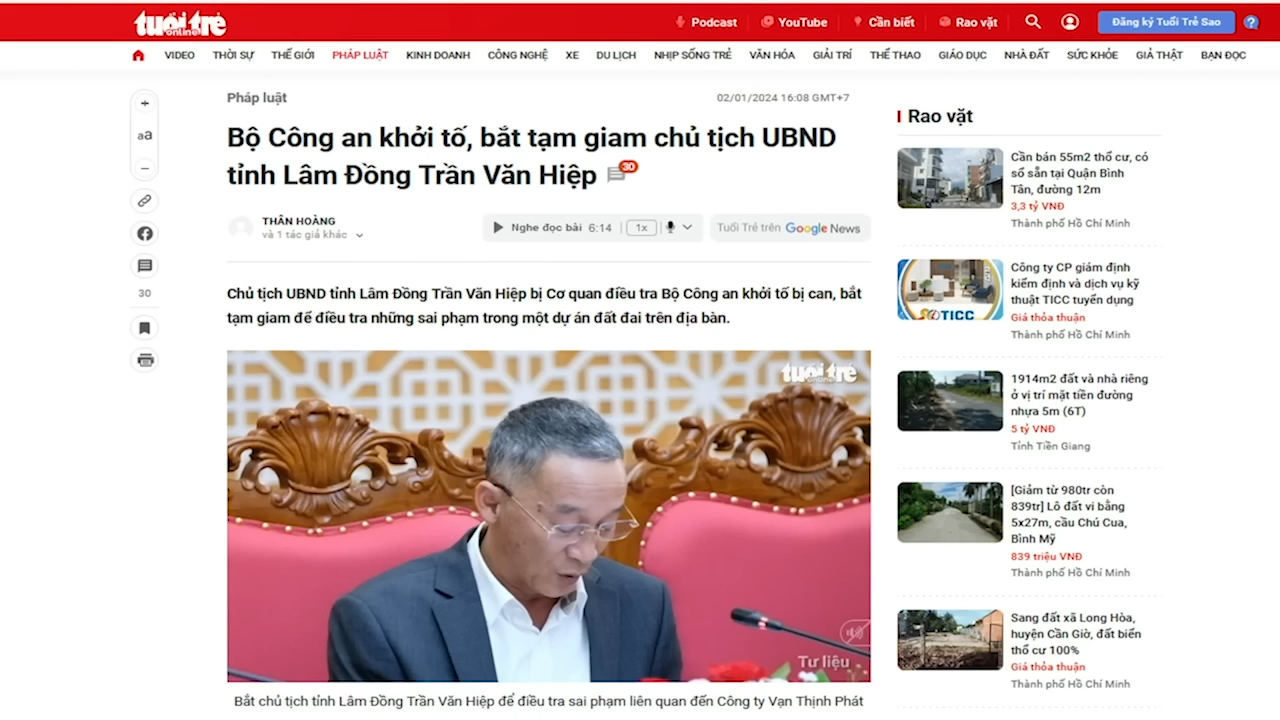 tuổi trẻ
online
Podcast
YouTube
Cần biết
Rao vặt
Đăng ký Tuổi Trẻ Sao
?
VIDEO THỜI SỰ THẾ GIỚI PHÁP LUẬT KINH DOANH CÔNG NGHỆ XE DU LỊCH NHỊP SỐNG TRẺ VĂN HÓA GIẢI TRÍ THỂ THAO GIÁO DỤC NHÀ ĐẤT SỨC KHỎE GIẢ THẬT BẠN ĐỌC
+
aA
−
30
Pháp luật
02/01/2024 16:08 GMT+7
Bộ Công an khởi tố, bắt tạm giam chủ tịch UBND
tỉnh Lâm Đồng Trần Văn Hiệp
30
THÂN HOÀNG
và 1 tác giả khác
Nghe đọc bài 6:14 1x
Tuổi Trẻ trên Google News
Chủ tịch UBND tỉnh Lâm Đồng Trần Văn Hiệp bị Cơ quan điều tra Bộ Công an khởi tố bị can, bắt
tạm giam để điều tra những sai phạm trong một dự án đất đai trên địa bàn.
tuổi trẻ
online
Tư liệu
Bắt chủ tịch tỉnh Lâm Đồng Trần Văn Hiệp để điều tra sai phạm liên quan đến Công ty Vạn Thịnh Phát
Rao vặt
Cần bán 55m2 thổ cư, có
sổ sẵn tại Quận Bình
Tân, đường 12m
3,3 tỷ VNĐ
Thành phố Hồ Chí Minh
TICC
Công ty CP giám định
kiểm định và dịch vụ kỹ
thuật TICC tuyển dụng
Giá thỏa thuận
Thành phố Hồ Chí Minh
1914m2 đất và nhà riêng
ở vị trí mặt tiền đường
nhựa 5m (6T)
5 tỷ VNĐ
Tỉnh Tiền Giang
[Giảm từ 980tr còn
839tr] Lô đất vi bằng
5x27m, cầu Chú Cua,
Bình Mỹ
839 triệu VNĐ
Thành phố Hồ Chí Minh
Sang đất xã Long Hòa,
huyện Cần Giờ, đất biển
thổ cư 100%
Giá thỏa thuận
Thành phố Hồ Chí Minh